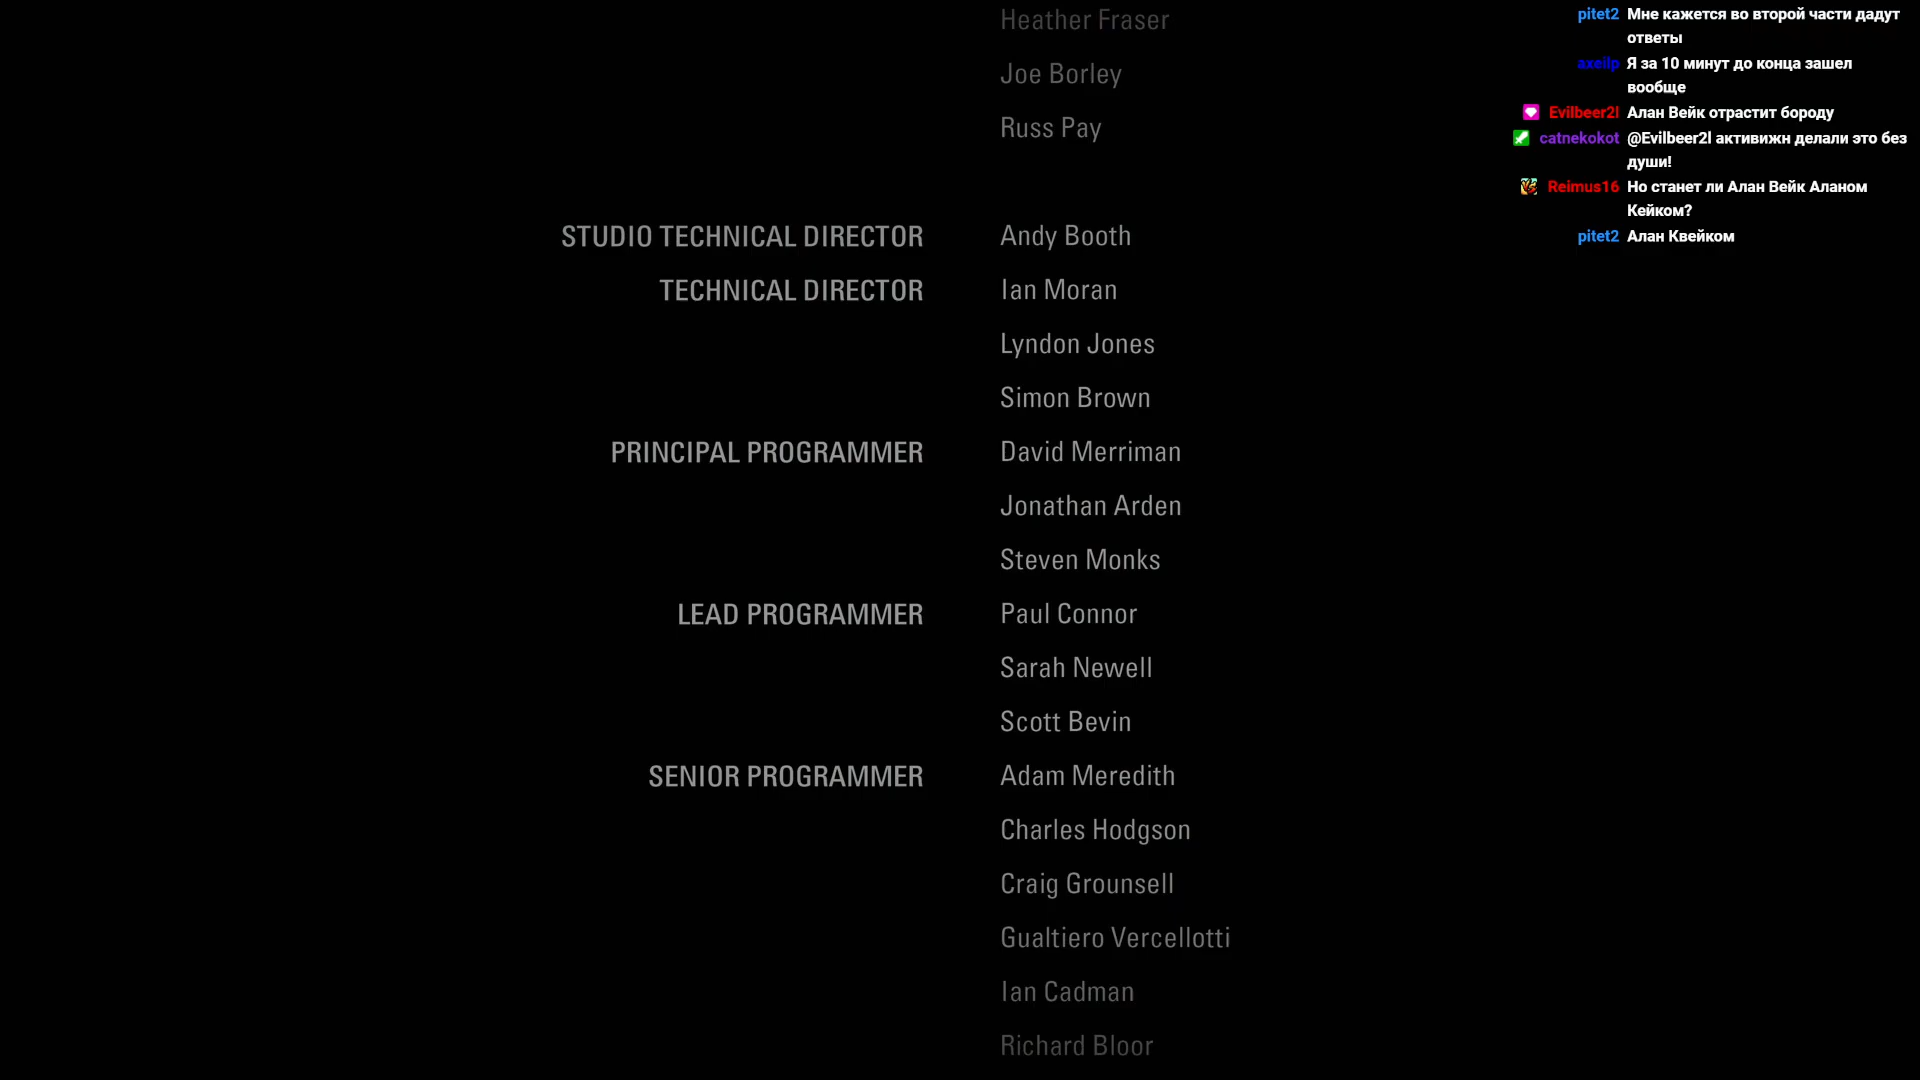 Heather Fraser
Joe Borley
Russ Pay
STUDIO TECHNICAL DIRECTOR Andy Booth
TECHNICAL DIRECTOR Ian Moran
Lyndon Jones
Simon Brown
PRINCIPAL PROGRAMMER David Merriman
Jonathan Arden
Steven Monks
LEAD PROGRAMMER Paul Connor
Sarah Newell
Scott Bevin
SENIOR PROGRAMMER Adam Meredith
Charles Hodgson
Craig Grounsell
Gualtiero Vercellotti
Ian Cadman
Richard Bloor
pitet2 Мне кажется во второй части дадут
ответы
axeilp Я за 10 минут до конца зашел
вообще
Evilbeer2l Алан Вейк отрастит бороду
catnekokot @Evilbeer2l активижн делали это без
души!
Reimus16 Но станет ли Алан Вейк Аланом
Кейком?
pitet2 Алан Квейком